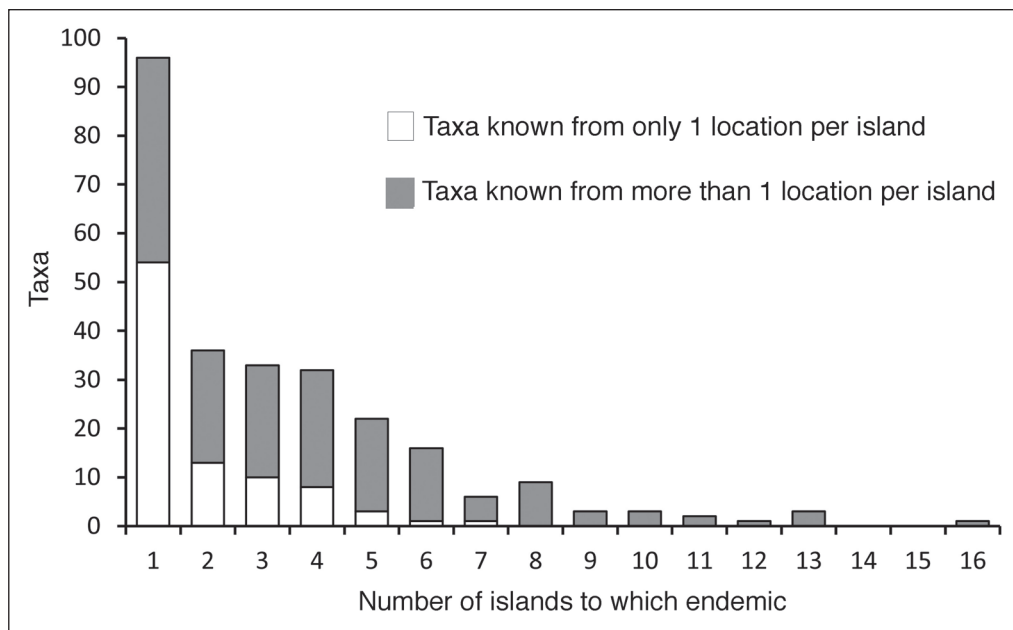 100
90
80
70
60
50
40
30
20
10
0
Taxa
Taxa known from only 1 location per island
Taxa known from more than 1 location per island
1 2 3 4 5 6 7 8 9 10 11 12 13 14 15 16
Number of islands to which endemic